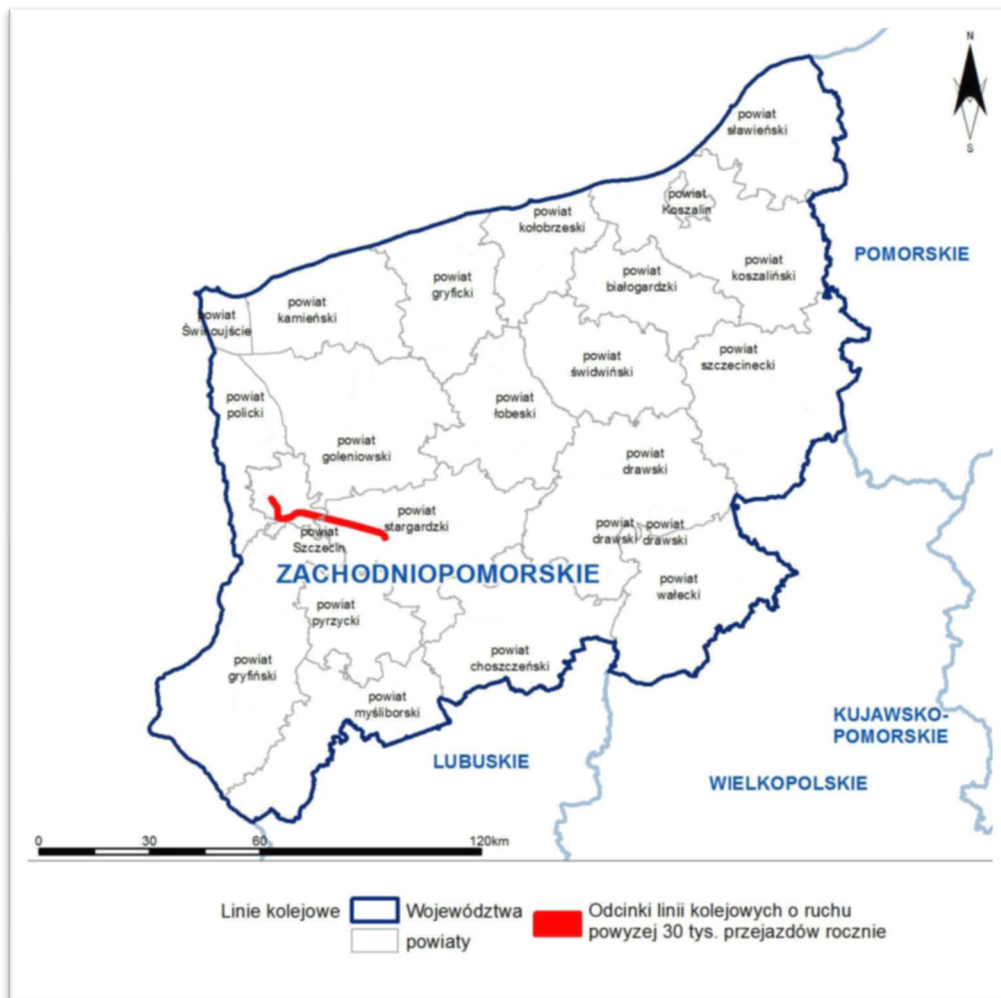 N
S
powiat
sławieński
powiat
Koszalin
powiat
kołobrzeski
POMORSKIE
powiat
koszaliński
powiat
białogardzki
powiat
gryficki
powiat
kamieński
powiat
Świnoujście
powiat
szczecinecki
powiat
świdwiński
powiat
policki
powiat
łobeski
powiat
goleniowski
powiat
drawski
powiat
stargardzki
powiat
drawski
powiat
drawski
powiat
Szczecin
ZACHODNIOPOMORSKIE
powiat
wałecki
powiat
pyrzycki
powiat
choszczeński
powiat
gryfiński
powiat
myśliborski
KUJAWSKO-
POMORSKIE
LUBUSKIE
WIELKOPOLSKIE
0 30 60 120km
Linie kolejowe
Województwa
powiaty
Odcinki linii kolejowych o ruchu
powyzej 30 tys. przejazdów rocznie